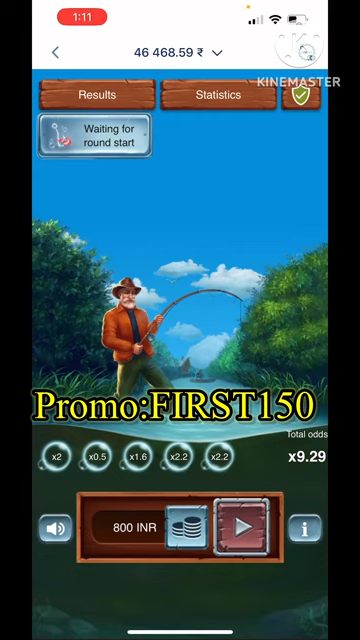 1:11
46 468.59 ₹
KINEMASTER
Results
Statistics
Waiting for
round start
Promo:FIRST150
Total odds
x2
x0.5
x1.6
x2.2
x2.2
x9.29
800 INR